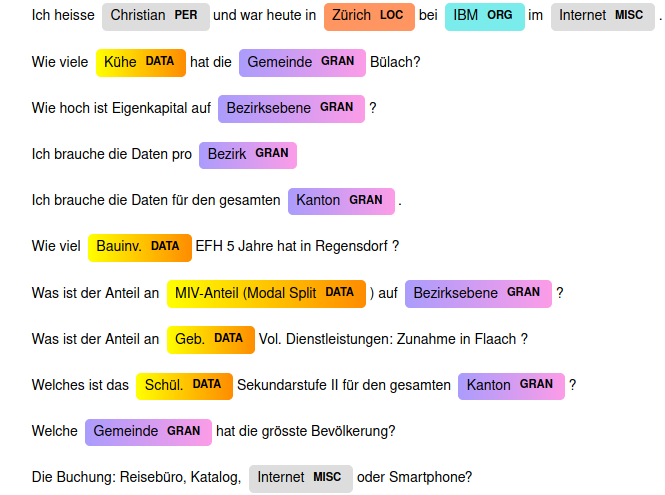 Ich heisse Christian PER und war heute in Zürich LOC bei IBM ORG im Internet MISC .
Wie viele Kühe DATA hat die Gemeinde GRAN Bülach?
Wie hoch ist Eigenkapital auf Bezirksebene GRAN ?
Ich brauche die Daten pro Bezirk GRAN
Ich brauche die Daten für den gesamten Kanton GRAN .
Wie viel Bauinv. DATA EFH 5 Jahre hat in Regensdorf ?
Was ist der Anteil an MIV-Anteil (Modal Split DATA ) auf Bezirksebene GRAN ?
Was ist der Anteil an Geb. DATA Vol. Dienstleistungen: Zunahme in Flaach ?
Welches ist das Schül. DATA Sekundarstufe II für den gesamten Kanton GRAN ?
Welche Gemeinde GRAN hat die grösste Bevölkerung?
Die Buchung: Reisebüro, Katalog, Internet MISC oder Smartphone?